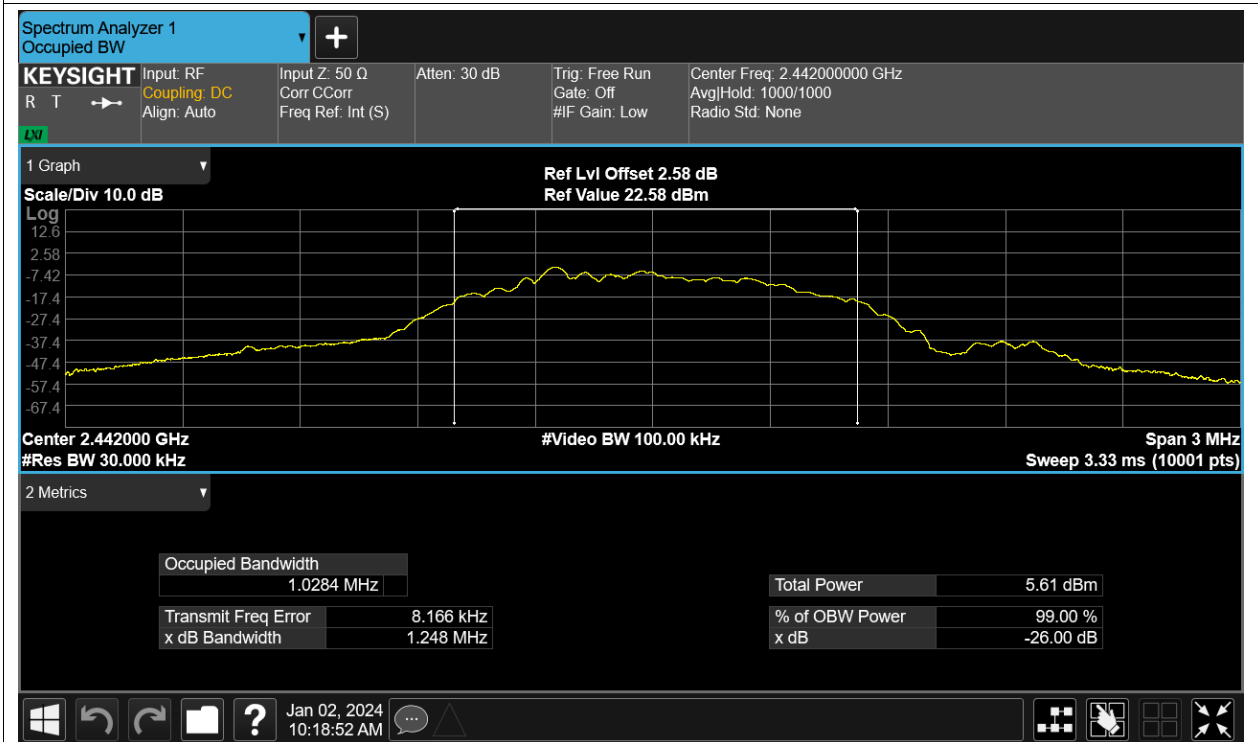 Spectrum Analyzer 1
Occupied BW
+
KEYSIGHT
R T
LXI
Input: RF
Coupling: DC
Align: Auto
Input Z: 50 Ω
Corr CCorr
Freq Ref: Int (S)
Atten: 30 dB
Trig: Free Run
Gate: Off
#IF Gain: Low
Center Freq: 2.442000000 GHz
Avg|Hold: 1000/1000
Radio Std: None
1 Graph
Ref Lvl Offset 2.58 dB
Scale/Div 10.0 dB
Ref Value 22.58 dBm
Log
12.6
2.58
-7.42
-17.4
-27.4
-37.4
-47.4
-57.4
-67.4
Center 2.442000 GHz
#Video BW 100.00 kHz
Span 3 MHz
#Res BW 30.000 kHz
Sweep 3.33 ms (10001 pts)
2 Metrics
Occupied Bandwidth
1.0284 MHz
Total Power 5.61 dBm
Transmit Freq Error 8.166 kHz
% of OBW Power 99.00 %
x dB Bandwidth 1.248 MHz
x dB -26.00 dB
?
Jan 02, 2024
10:18:52 AM